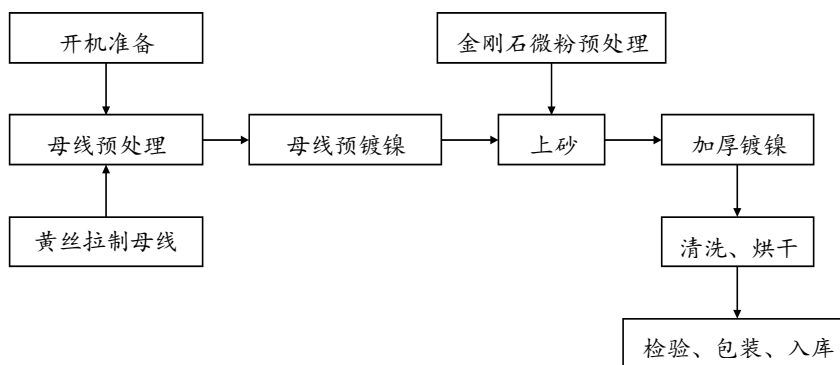 开机准备
金刚石微粉预处理
母线预处理
母线预镀镍
上砂
加厚镀镍
黄丝拉制母线
清洗、烘干
检验、包装、入库